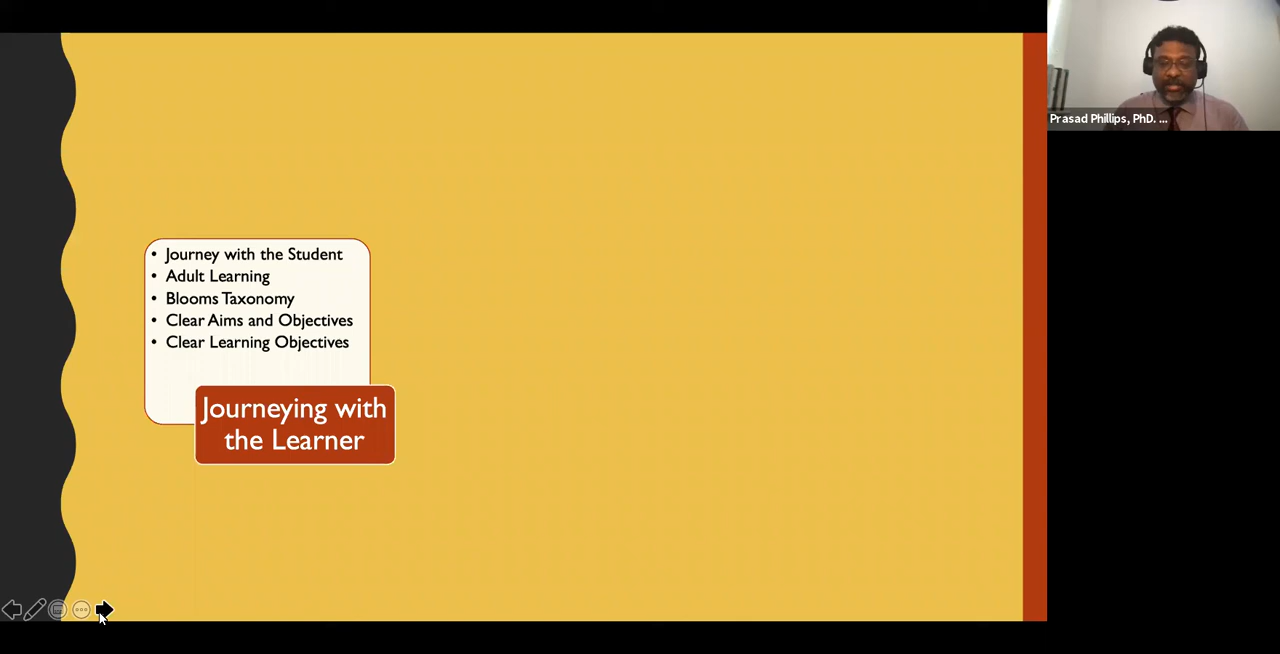 • Journey with the Student
• Adult Learning
• Blooms Taxonomy
• Clear Aims and Objectives
• Clear Learning Objectives
Journeying with
the Learner
Prasad Phillips, PhD. ...